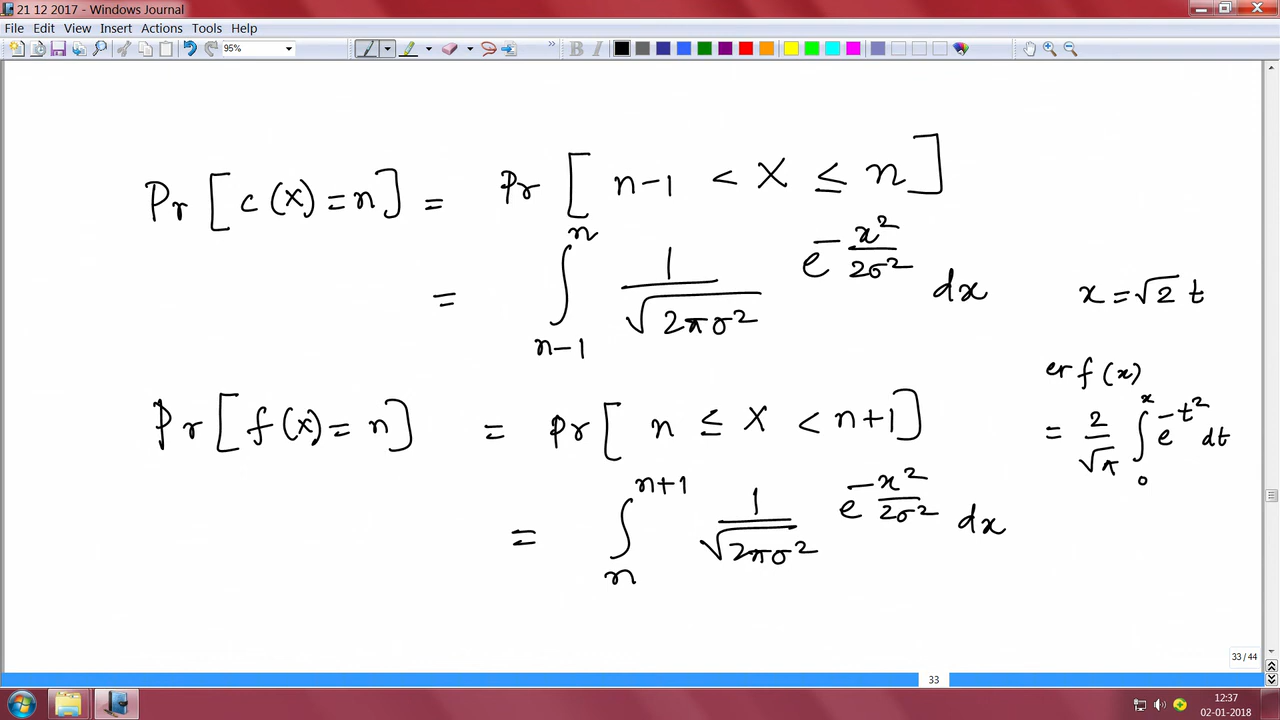 21 12 2017 - Windows Journal
File Edit View Insert Actions Tools Help
95%
Pr [ c (X) = n ] = Pr [ n-1 < X ≤ n ]
= ∫_{n-1}^{n} 1/√(2πσ²) e^{-x²/2σ²} dx
x = √2 t
erf (x)
= 2/√π ∫_0^x e^{-t²} dt
Pr [ f(X) = n ] = Pr [ n ≤ X < n+1 ]
= ∫_n^{n+1} 1/√(2πσ²) e^{-x²/2σ²} dx
33 / 44
33
12:37
02-01-2018